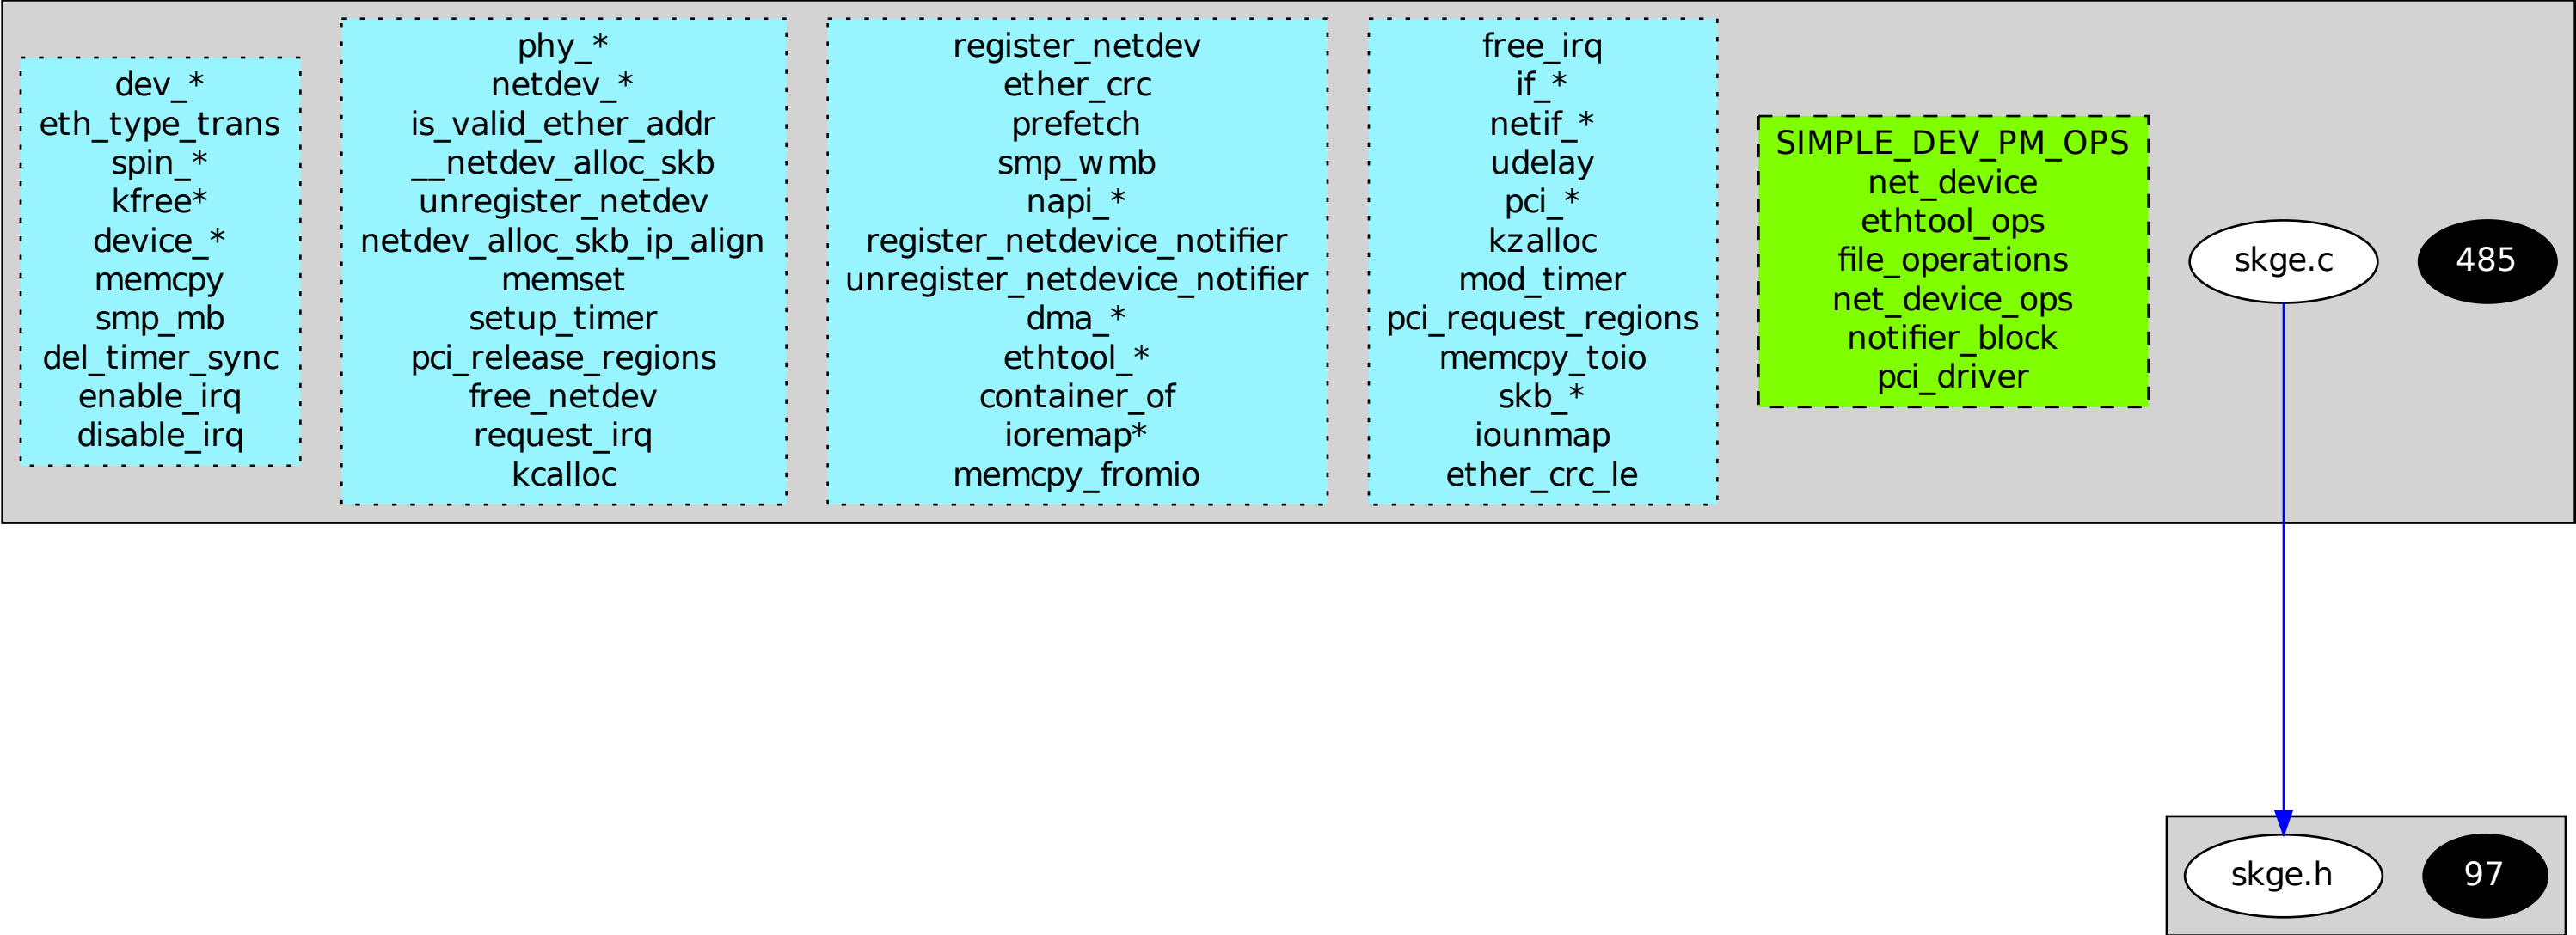 dev_*
eth_type_trans
spin_*
kfree*
device_*
memcpy
smp_mb
del_timer_sync
enable_irq
disable_irq
phy_*
netdev_*
is_valid_ether_addr
__netdev_alloc_skb
unregister_netdev
netdev_alloc_skb_ip_align
memset
setup_timer
pci_release_regions
free_netdev
request_irq
kcalloc
register_netdev
ether_crc
prefetch
smp_wmb
napi_*
register_netdevice_notifier
unregister_netdevice_notifier
dma_*
ethtool_*
container_of
ioremap*
memcpy_fromio
free_irq
if_*
netif_*
udelay
pci_*
kzalloc
mod_timer
pci_request_regions
memcpy_toio
skb_*
iounmap
ether_crc_le
SIMPLE_DEV_PM_OPS
net_device
ethtool_ops
file_operations
net_device_ops
notifier_block
pci_driver
skge.c
485
skge.h
97